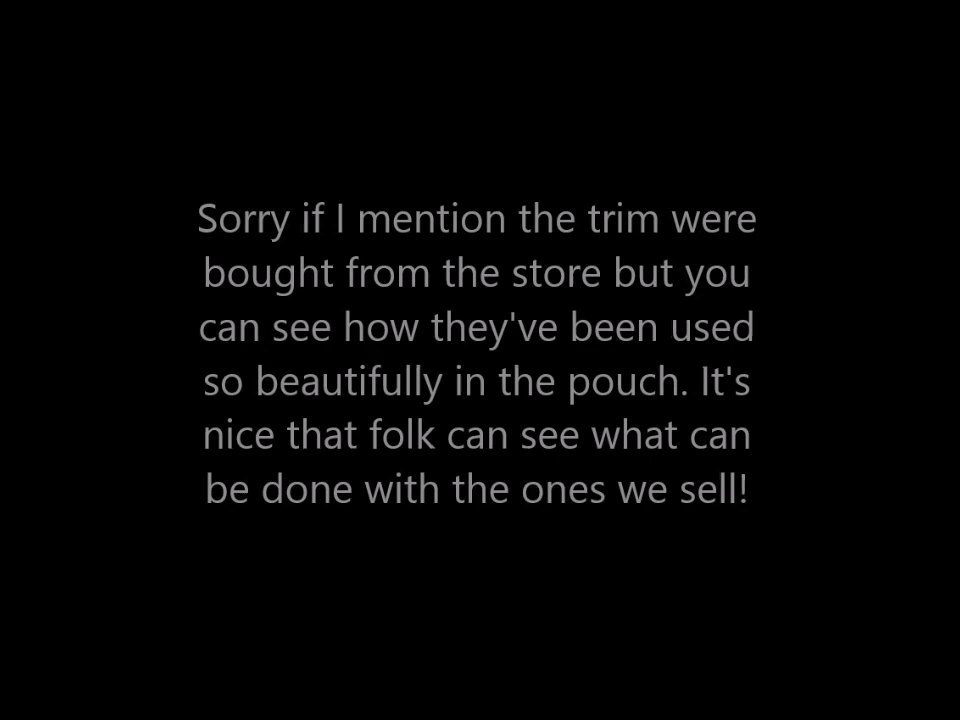 Sorry if I mention the trim were
bought from the store but you
can see how they've been used
so beautifully in the pouch. It's
nice that folk can see what can
be done with the ones we sell!